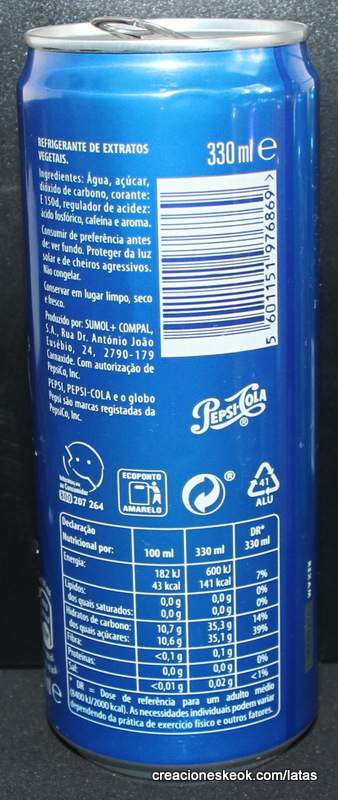 REFRIGERANTE DE EXTRATOS
VEGETAIS.
330 ml e
Ingredientes: Água, açúcar,
dióxido de carbono, corante:
E 150d, regulador de acidez:
ácido fosfórico, cafeína e aroma.
Consumir de preferência antes
de: ver fundo. Proteger da luz
solar e de cheiros agressivos.
Não congelar.
Conservar em lugar limpo, seco
e fresco.
Produzido por: SUMOL+ COMPAL,
S.A., Rua Dr. António João
Eusébio, 24, 2790-179
Carnaxide. Com autorização de
PepsiCo, Inc.
PEPSI, PEPSI-COLA e o globo
Pepsi são marcas registadas da
PepsiCo, Inc.
5 601151 976869 >
PEPSI-COLA ®
Informação
ao Consumidor
800 207 264
ECOPONTO
AMARELO
®
41
ALU
Declaração
Nutricional por: 100 ml 330 ml DR* 330 ml
Energia: 182 kJ 600 kJ
43 kcal 141 kcal 7%
Lípidos: 0,0 g 0,0 g 0%
dos quais saturados: 0,0 g 0,0 g 0%
Hidratos de carbono: 10,7 g 35,3 g 14%
dos quais açúcares: 10,6 g 35,1 g 39%
Fibra: <0,1 g 0,1 g
Proteínas: 0,0 g 0,0 g 0%
Sal: <0,01 g 0,02 g <1%
* DR = Dose de referência para um adulto médio
(8400 kJ/2000 kcal). As necessidades individuais podem variar
dependendo da prática de exercício físico e outros fatores.
REXAM
creacioneskeok.com/latas